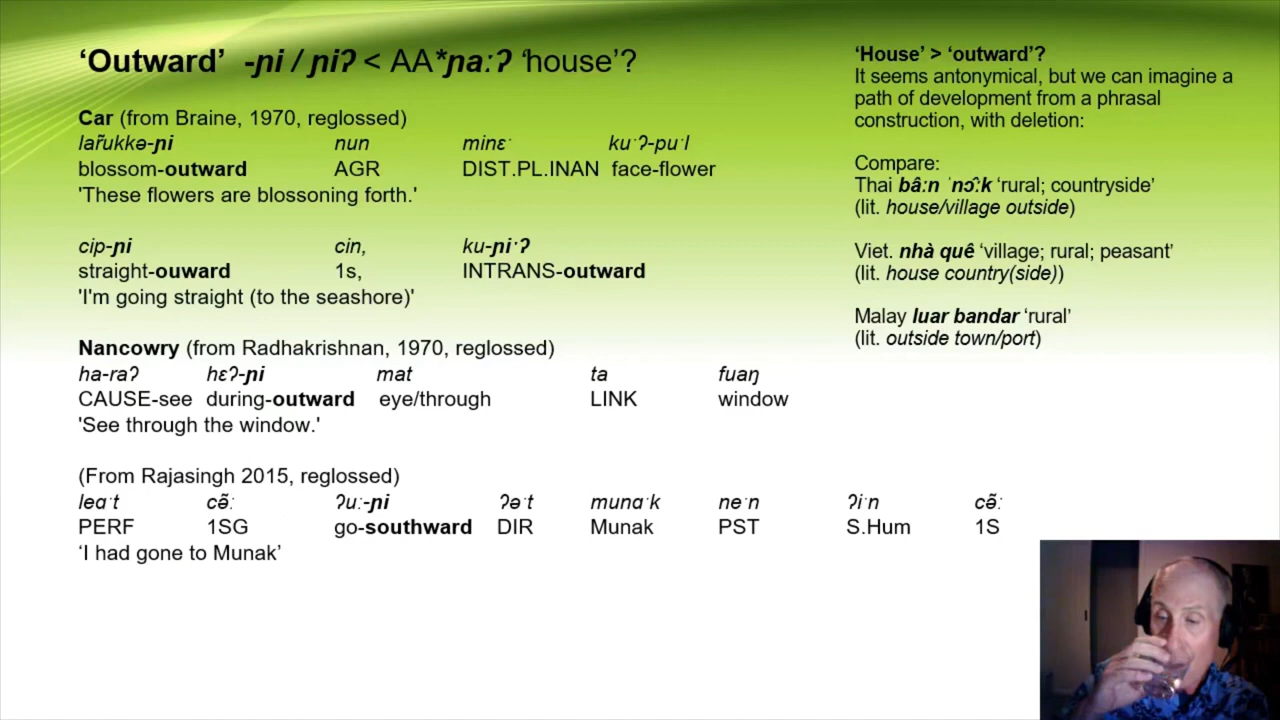 ‘Outward’ -ɲi / ɲiʔ < AA*ɲaːʔ ‘house’?
Car (from Braine, 1970, reglossed)
lar̃ukkə-ɲi nun minɛˑ kuˑʔ-puˑl
blossom-outward AGR DIST.PL.INAN face-flower
'These flowers are blossoning forth.'
cip-ɲi cin, ku-ɲiˑʔ
straight-ouward 1s, INTRANS-outward
'I'm going straight (to the seashore)'
Nancowry (from Radhakrishnan, 1970, reglossed)
ha-raʔ hɛʔ-ɲi mat ta fuaŋ
CAUSE-see during-outward eye/through LINK window
'See through the window.'
(From Rajasingh 2015, reglossed)
leɑˑt cə̃ː ʔuː-ɲi ʔəˑt munɑˑk neˑn ʔiˑn cə̃ː
PERF 1SG go-southward DIR Munak PST S.Hum 1S
‘I had gone to Munak’
‘House’ > ‘outward’?
It seems antonymical, but we can imagine a
path of development from a phrasal
construction, with deletion:
Compare:
Thai bâːn ˈnɔ̂ːk ‘rural; countryside’
(lit. house/village outside)
Viet. nhà quê ‘village; rural; peasant’
(lit. house country(side))
Malay luar bandar ‘rural’
(lit. outside town/port)